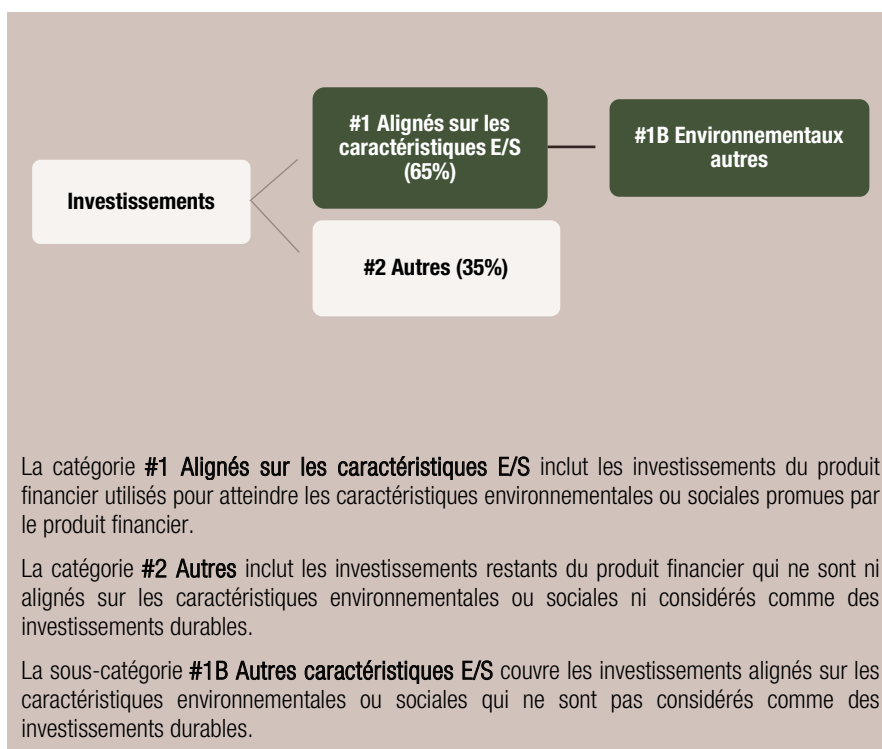 #1 Alignés sur les
caractéristiques E/S
(65%)
#1B Environnementaux
autres
Investissements
#2 Autres (35%)
La catégorie #1 Alignés sur les caractéristiques E/S inclut les investissements du produit
financier utilisés pour atteindre les caractéristiques environnementales ou sociales promues par
le produit financier.
La catégorie #2 Autres inclut les investissements restants du produit financier qui ne sont ni
alignés sur les caractéristiques environnementales ou sociales ni considérés comme des
investissements durables.
La sous-catégorie #1B Autres caractéristiques E/S couvre les investissements alignés sur les
caractéristiques environnementales ou sociales qui ne sont pas considérés comme des
investissements durables.